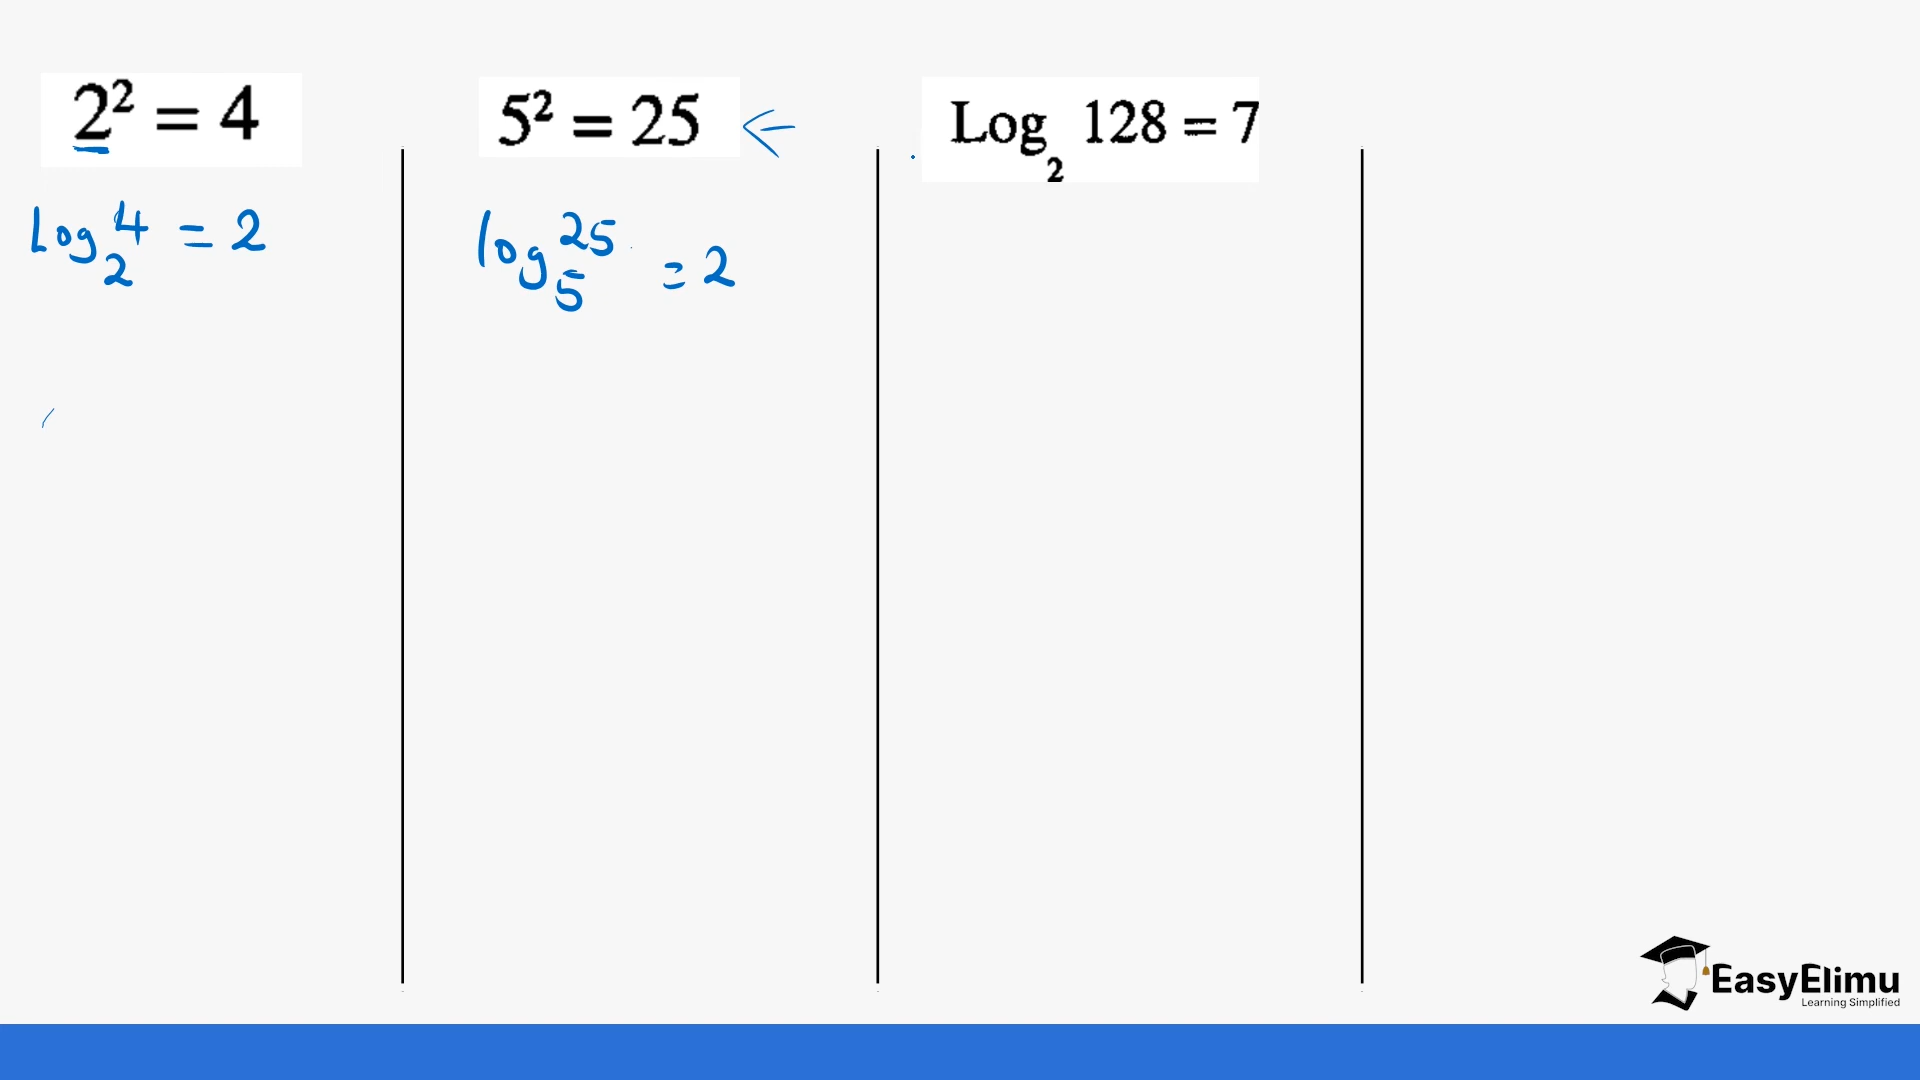 2² = 4
log₂ 4 = 2
5² = 25
log₅ 25 = 2
Log₂ 128 = 7
EasyElimu
Learning Simplified